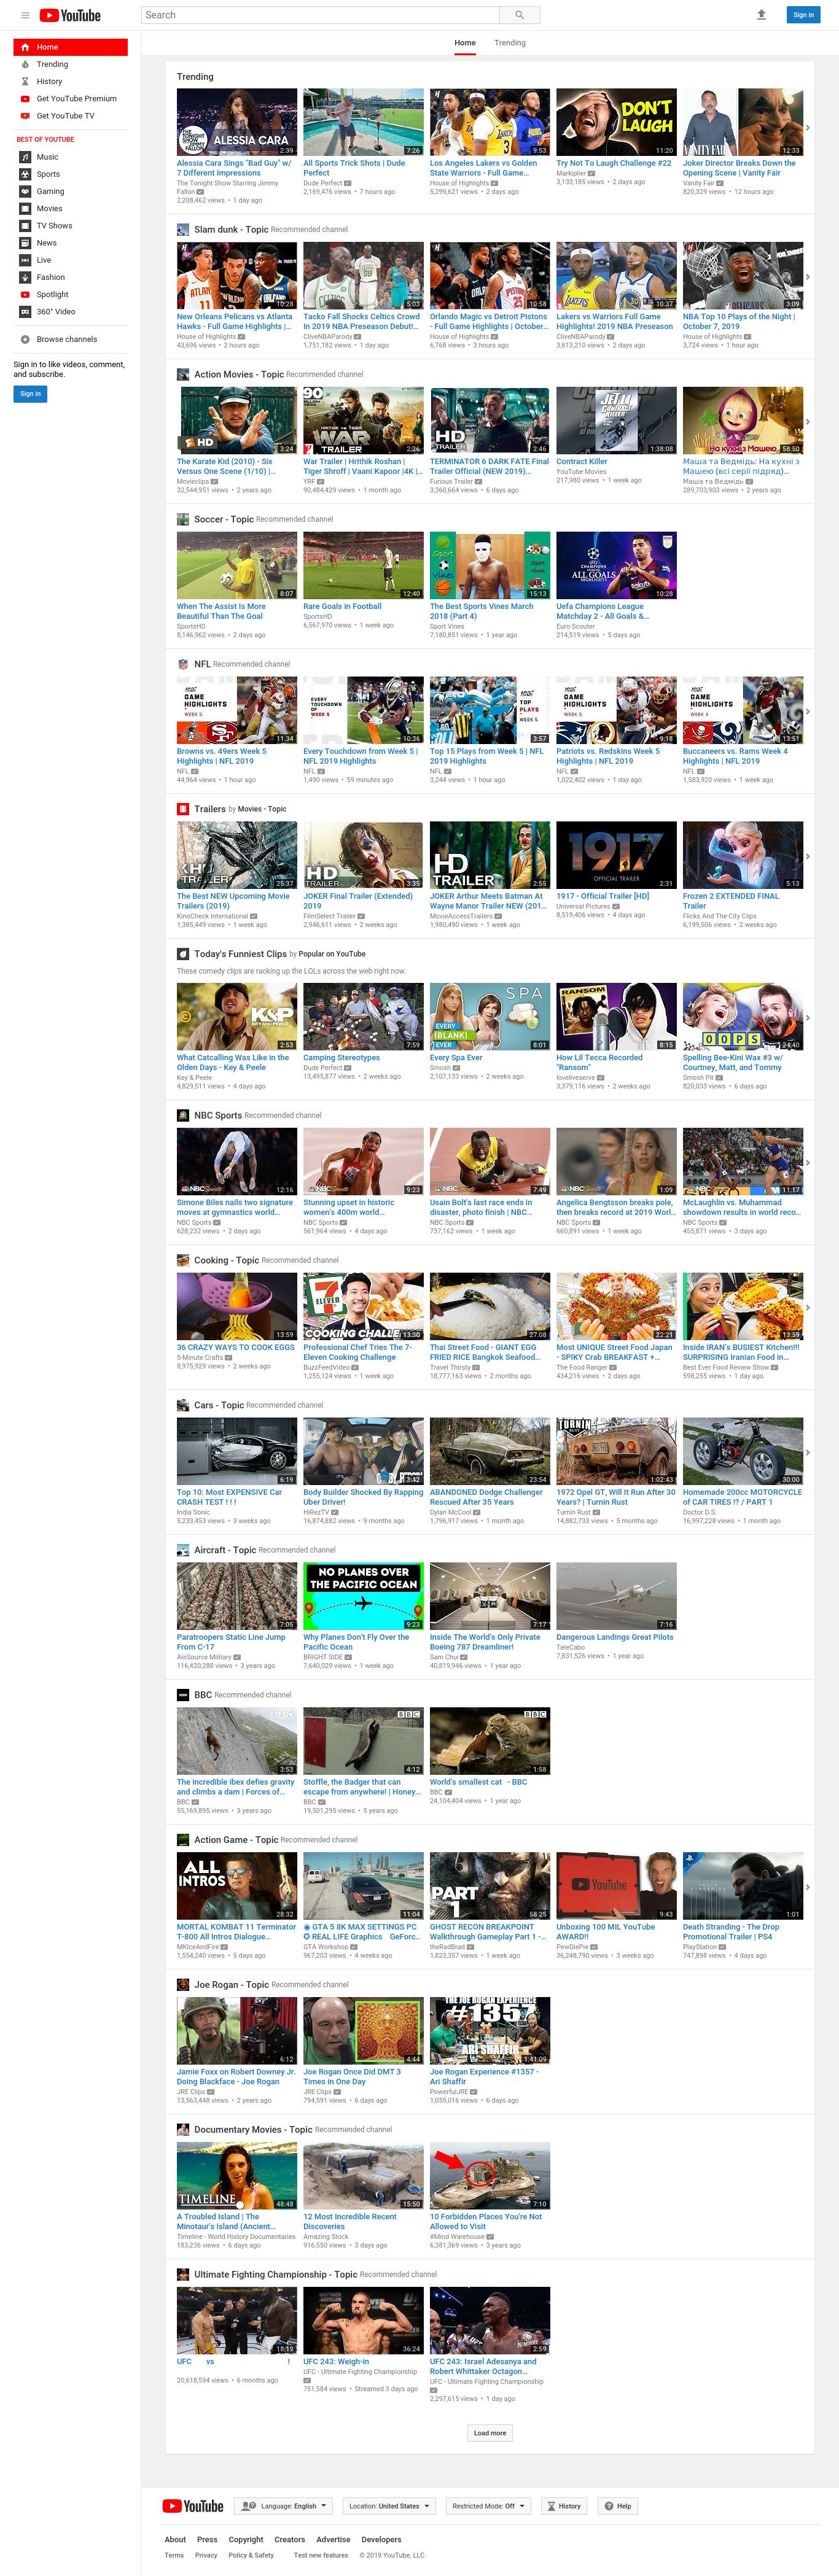 YouTube
Search
Sign in
Home
Trending
History
Get YouTube Premium
Get YouTube TV
BEST OF YOUTUBE
Music
Sports
Gaming
Movies
TV Shows
News
Live
Fashion
Spotlight
360° Video
Browse channels
Sign in to like videos, comment,
and subscribe.
Sign in
Home Trending
Trending
Alessia Cara Sings "Bad Guy" w/
7 Different Impressions
The Tonight Show Starring Jimmy
Fallon
2,208,462 views • 1 day ago
All Sports Trick Shots | Dude
Perfect
Dude Perfect
2,169,476 views • 7 hours ago
Los Angeles Lakers vs Golden
State Warriors - Full Game...
House of Highlights
5,299,621 views • 2 days ago
Try Not To Laugh Challenge #22
Markiplier
3,133,185 views • 2 days ago
Joker Director Breaks Down the
Opening Scene | Vanity Fair
Vanity Fair
820,329 views • 12 hours ago
Slam dunk - Topic Recommended channel
New Orleans Pelicans vs Atlanta
Hawks - Full Game Highlights |...
House of Highlights
43,696 views • 2 hours ago
Tacko Fall Shocks Celtics Crowd
In 2019 NBA Preseason Debut!...
CliveNBAParody
1,751,182 views • 1 day ago
Orlando Magic vs Detroit Pistons
- Full Game Highlights | October...
House of Highlights
6,768 views • 3 hours ago
Lakers vs Warriors Full Game
Highlights! 2019 NBA Preseason
CliveNBAParody
3,613,210 views • 2 days ago
NBA Top 10 Plays of the Night |
October 7, 2019
House of Highlights
3,724 views • 1 hour ago
Action Movies - Topic Recommended channel
The Karate Kid (2010) - Six
Versus One Scene (1/10) |...
Movieclips
32,544,951 views • 2 years ago
War Trailer | Hrithik Roshan |
Tiger Shroff | Vaani Kapoor |4K |...
YRF
90,484,429 views • 1 month ago
TERMINATOR 6 DARK FATE Final
Trailer Official (NEW 2019)...
Furious Trailer
3,360,664 views • 6 days ago
Contract Killer
YouTube Movies
217,980 views • 1 week ago
Маша та Ведмідь: На кухні з
Машею (всі серії підряд)...
Маша та Ведмідь
289,703,903 views • 2 years ago
Soccer - Topic Recommended channel
When The Assist Is More
Beautiful Than The Goal
SportsHD
8,146,962 views • 2 days ago
Rare Goals in Football
SportsHD
6,567,970 views • 1 week ago
The Best Sports Vines March
2018 (Part 4)
Sport Vines
7,180,851 views • 1 year ago
Uefa Champions League
Matchday 2 - All Goals &...
Euro Scouter
214,519 views • 5 days ago
NFL Recommended channel
Browns vs. 49ers Week 5
Highlights | NFL 2019
NFL
44,964 views • 1 hour ago
Every Touchdown from Week 5 |
NFL 2019 Highlights
NFL
1,490 views • 59 minutes ago
Top 15 Plays from Week 5 | NFL
2019 Highlights
NFL
3,244 views • 1 hour ago
Patriots vs. Redskins Week 5
Highlights | NFL 2019
NFL
1,022,402 views • 1 day ago
Buccaneers vs. Rams Week 4
Highlights | NFL 2019
NFL
1,583,920 views • 1 week ago
Trailers by Movies - Topic
The Best NEW Upcoming Movie
Trailers (2019)
KinoCheck International
1,385,449 views • 1 week ago
JOKER Final Trailer (Extended)
2019
FilmSelect Trailer
2,946,611 views • 2 weeks ago
JOKER Arthur Meets Batman At
Wayne Manor Trailer NEW (201...
MovieAccessTrailers
1,980,490 views • 1 week ago
1917 - Official Trailer [HD]
Universal Pictures
8,519,406 views • 4 days ago
Frozen 2 EXTENDED FINAL
Trailer
Flicks And The City Clips
6,199,506 views • 2 weeks ago
Today's Funniest Clips by Popular on YouTube
These comedy clips are racking up the LOLs across the web right now.
What Catcalling Was Like in the
Olden Days - Key & Peele
Key & Peele
4,829,511 views • 4 days ago
Camping Stereotypes
Dude Perfect
13,495,877 views • 2 weeks ago
Every Spa Ever
Smosh
2,107,133 views • 2 weeks ago
How Lil Tecca Recorded
"Ransom"
loveliveserve
3,379,116 views • 2 weeks ago
Spelling Bee-Kini Wax #3 w/
Courtney, Matt, and Tommy
Smosh Pit
820,033 views • 6 days ago
NBC Sports Recommended channel
Simone Biles nails two signature
moves at gymnastics world...
NBC Sports
628,232 views • 2 days ago
Stunning upset in historic
women's 400m world...
NBC Sports
561,964 views • 4 days ago
Usain Bolt's last race ends in
disaster, photo finish | NBC...
NBC Sports
737,162 views • 1 week ago
Angelica Bengtsson breaks pole,
then breaks record at 2019 Worl...
NBC Sports
660,891 views • 1 week ago
McLaughlin vs. Muhammad
showdown results in world reco...
NBC Sports
455,871 views • 3 days ago
Cooking - Topic Recommended channel
36 CRAZY WAYS TO COOK EGGS
5-Minute Crafts
8,975,929 views • 2 weeks ago
Professional Chef Tries The 7-
Eleven Cooking Challenge
BuzzFeedVideo
1,255,124 views • 1 week ago
Thai Street Food - GIANT EGG
FRIED RICE Bangkok Seafood...
Travel Thirsty
18,777,163 views • 2 months ago
Most UNIQUE Street Food Japan
- SPIKY Crab BREAKFAST +...
The Food Ranger
434,216 views • 2 days ago
Inside IRAN's BUSIEST Kitchen!!!
SURPRISING Iranian Food in...
Best Ever Food Review Show
598,255 views • 1 day ago
Cars - Topic Recommended channel
Top 10: Most EXPENSIVE Car
CRASH TEST ! ! !
India Sonic
5,233,453 views • 3 weeks ago
Body Builder Shocked By Rapping
Uber Driver!
HiRezTV
16,874,882 views • 9 months ago
ABANDONED Dodge Challenger
Rescued After 35 Years
Dylan McCool
1,796,917 views • 1 month ago
1972 Opel GT, Will It Run After 30
Years? | Turnin Rust
Turnin Rust
14,882,733 views • 5 months ago
Homemade 200cc MOTORCYCLE
of CAR TIRES !? / PART 1
Doctor D.S.
16,997,228 views • 1 month ago
Aircraft - Topic Recommended channel
Paratroopers Static Line Jump
From C-17
AiirSource Military
116,420,288 views • 3 years ago
Why Planes Don't Fly Over the
Pacific Ocean
BRIGHT SIDE
7,640,029 views • 1 week ago
Inside The World's Only Private
Boeing 787 Dreamliner!
Sam Chui
40,819,946 views • 1 year ago
Dangerous Landings Great Pilots
TeleCabo
7,831,526 views • 1 year ago
BBC Recommended channel
The incredible ibex defies gravity
and climbs a dam | Forces of...
BBC
55,169,895 views • 3 years ago
Stoffle, the Badger that can
escape from anywhere! | Honey...
BBC
19,501,295 views • 5 years ago
World's smallest cat - BBC
BBC
24,104,404 views • 1 year ago
Action Game - Topic Recommended channel
MORTAL KOMBAT 11 Terminator
T-800 All Intros Dialogue...
MKIceAndFire
1,554,240 views • 5 days ago
◉ GTA 5 8K MAX SETTINGS PC
✪ REAL LIFE Graphics GeForc...
GTA Workshop
967,203 views • 4 weeks ago
GHOST RECON BREAKPOINT
Walkthrough Gameplay Part 1 -...
theRadBrad
1,823,357 views • 1 week ago
Unboxing 100 MIL YouTube
AWARD!!
PewDiePie
36,248,790 views • 3 weeks ago
Death Stranding - The Drop
Promotional Trailer | PS4
PlayStation
747,898 views • 4 days ago
Joe Rogan - Topic Recommended channel
Jamie Foxx on Robert Downey Jr.
Doing Blackface - Joe Rogan
JRE Clips
13,563,448 views • 2 years ago
Joe Rogan Once Did DMT 3
Times in One Day
JRE Clips
794,591 views • 6 days ago
Joe Rogan Experience #1357 -
Ari Shaffir
PowerfulJRE
1,059,016 views • 6 days ago
Documentary Movies - Topic Recommended channel
A Troubled Island | The
Minotaur's Island (Ancient...
Timeline - World History Documentaries
183,236 views • 6 days ago
12 Most Incredible Recent
Discoveries
Amazing Stock
916,550 views • 3 days ago
10 Forbidden Places You're Not
Allowed to Visit
#Mind Warehouse
6,381,369 views • 3 years ago
Ultimate Fighting Championship - Topic Recommended channel
UFC vs !
20,618,594 views • 6 months ago
UFC 243: Weigh-in
UFC - Ultimate Fighting Championship
751,584 views • Streamed 3 days ago
UFC 243: Israel Adesanya and
Robert Whittaker Octagon...
UFC - Ultimate Fighting Championship
2,297,615 views • 1 day ago
Load more
YouTube
Language: English
Location: United States
Restricted Mode: Off
History
Help
About Press Copyright Creators Advertise Developers
Terms Privacy Policy & Safety Test new features © 2019 YouTube, LLC